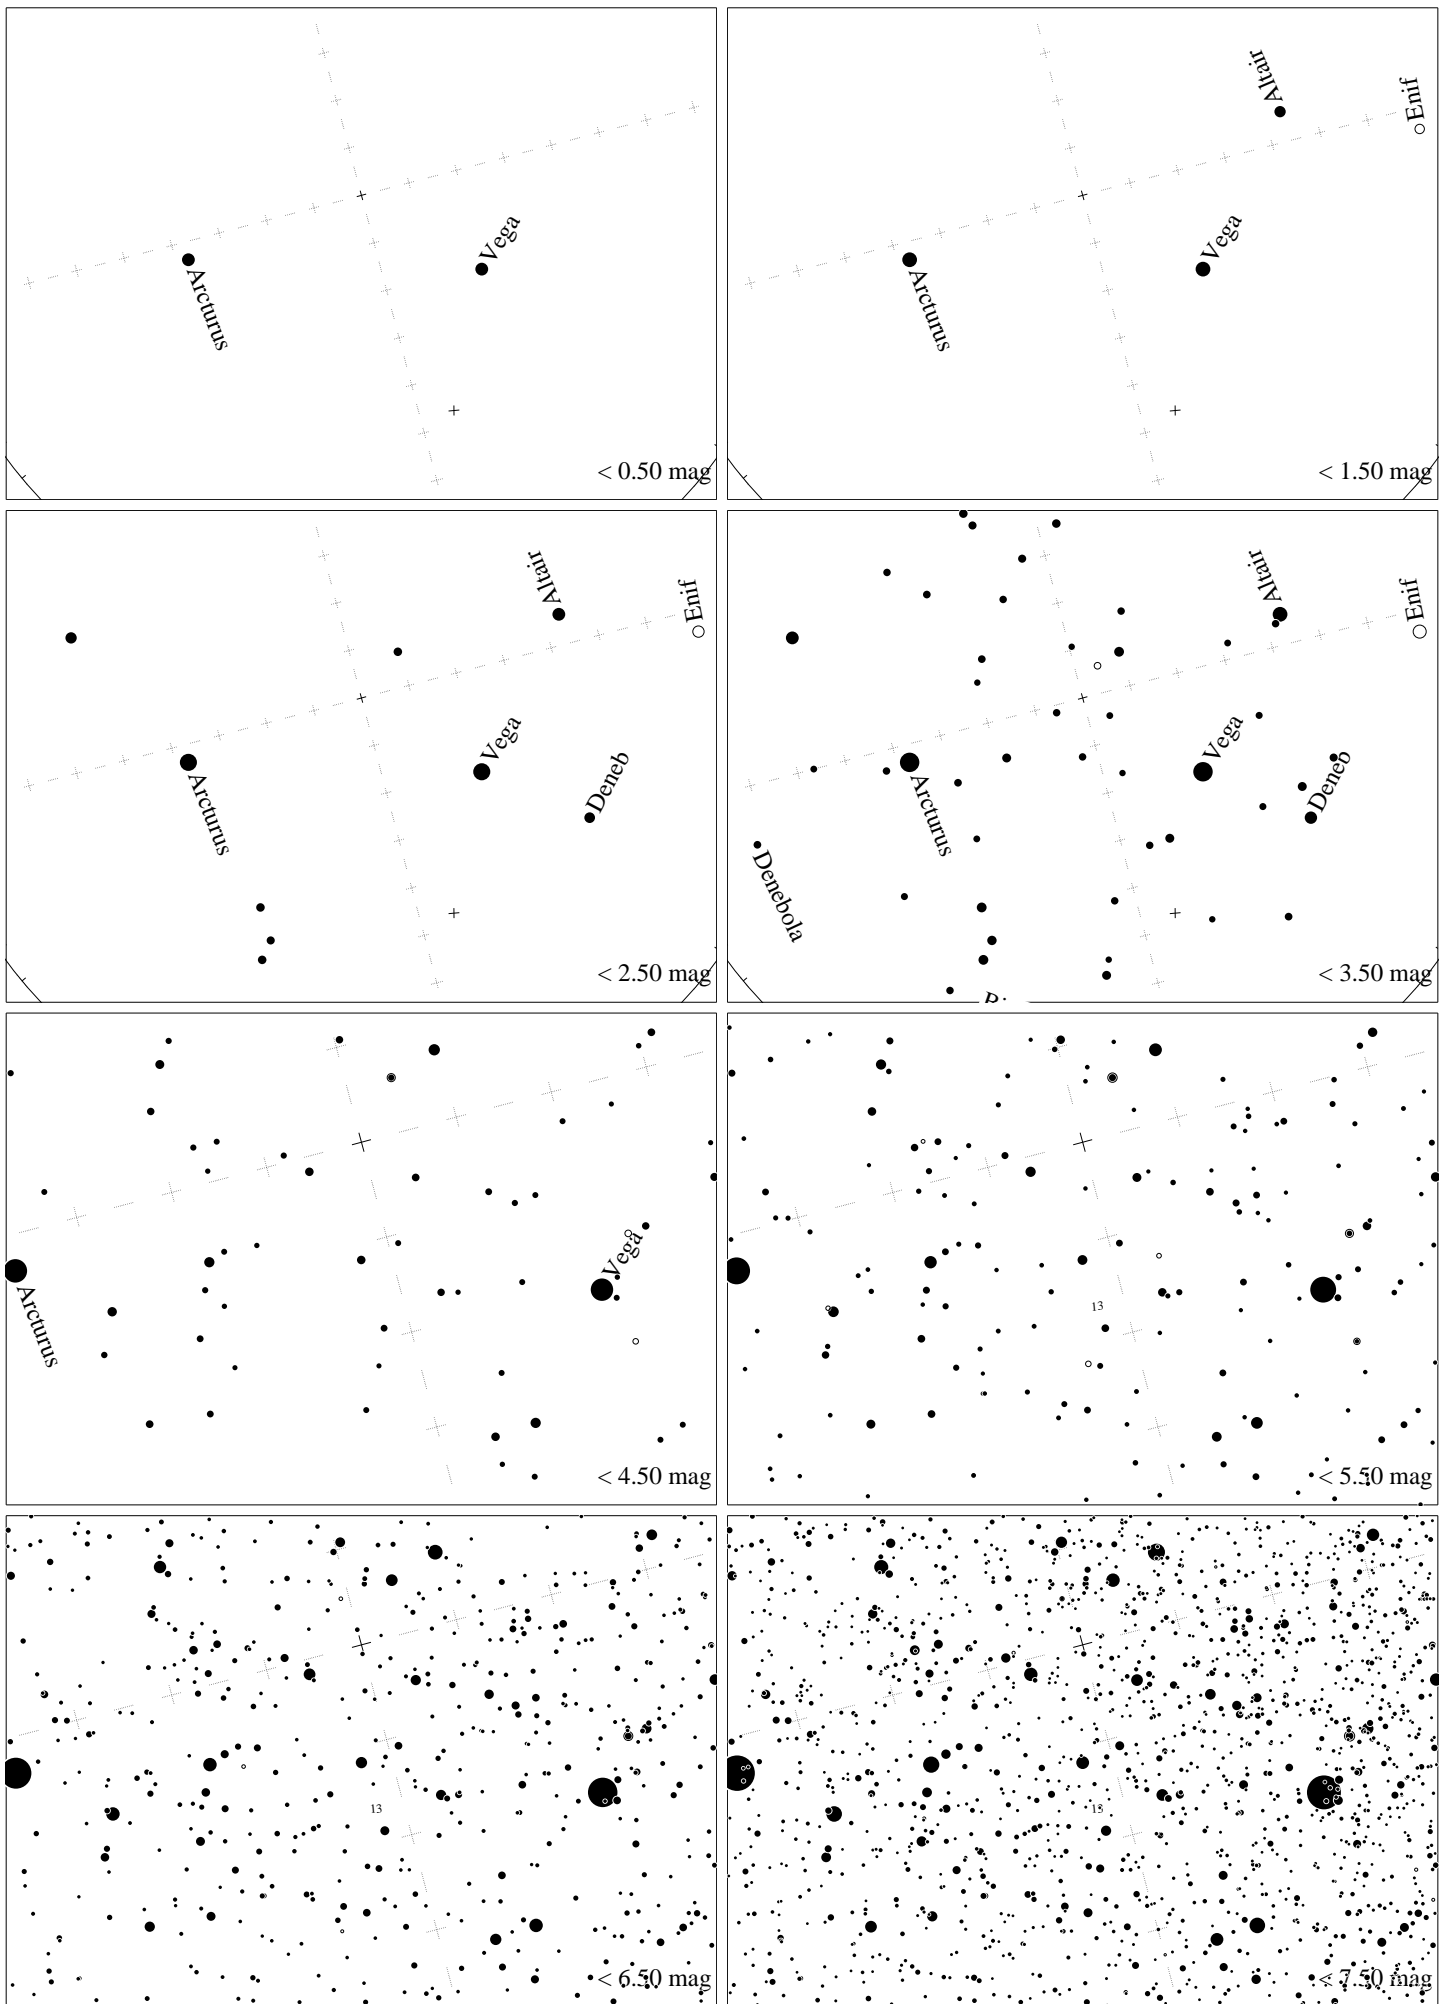 Vega
Arcturus
< 0.50 mag
Altair
Enif
Vega
Arcturus
< 1.50 mag
Altair
Enif
Vega
Deneb
Arcturus
< 2.50 mag
Altair
Enif
Vega
Deneb
Arcturus
Denebola
< 3.50 mag
Vega
Arcturus
< 4.50 mag
13
< 5.50 mag
13
< 6.50 mag
13
< 7.50 mag